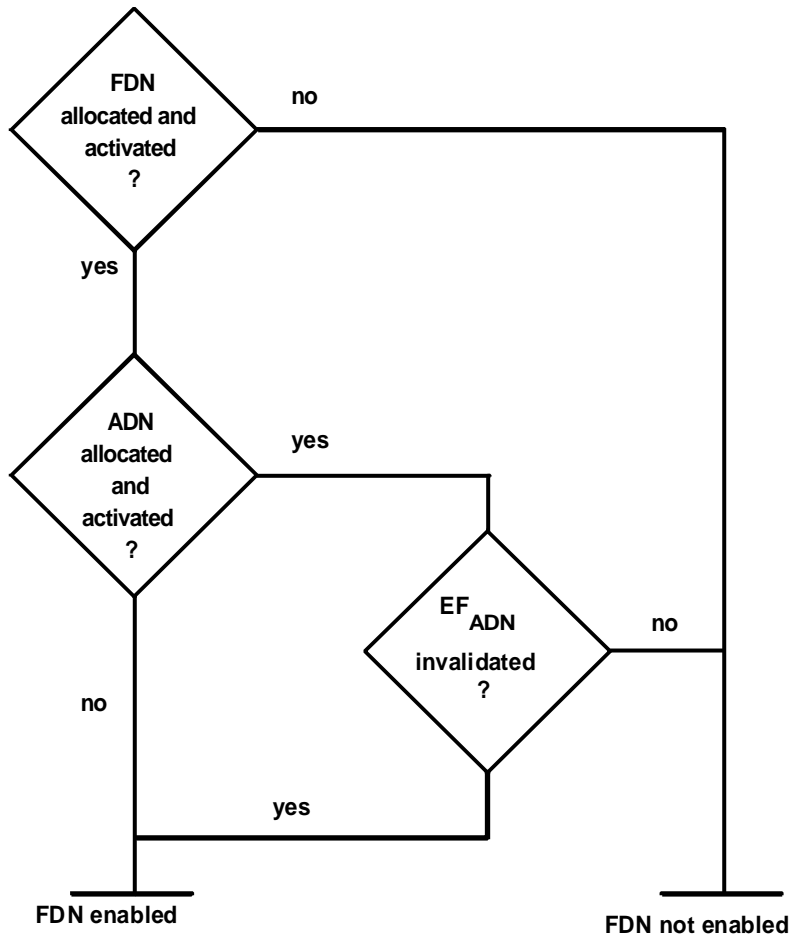 FDN
allocated and
activated
?
no
yes
ADN
allocated
and
activated
?
yes
EF ADN
invalidated
?
no
no
yes
FDN enabled
FDN not enabled